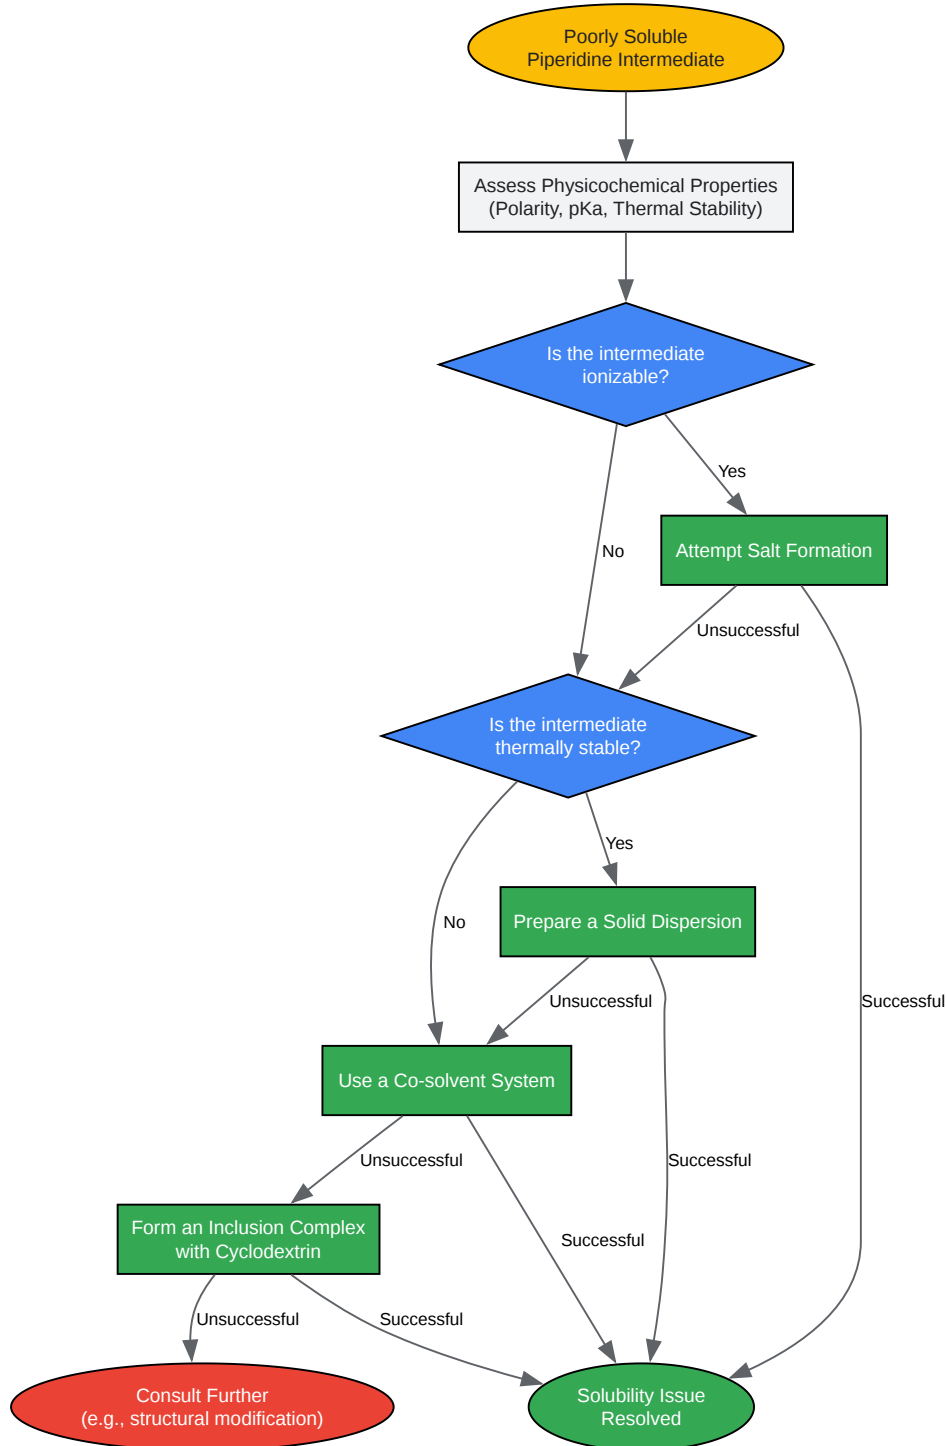 Poorly Soluble
Piperidine Intermediate
Assess Physicochemical Properties
(Polarity, pKa, Thermal Stability)
Is the intermediate
ionizable?
Yes
No
Attempt Salt Formation
Unsuccessful
Is the intermediate
thermally stable?
Yes
No
Prepare a Solid Dispersion
Unsuccessful
Successful
Use a Co-solvent System
Unsuccessful
Successful
Form an Inclusion Complex
with Cyclodextrin
Successful
Unsuccessful
Successful
Consult Further
(e.g., structural modification)
Solubility Issue
Resolved